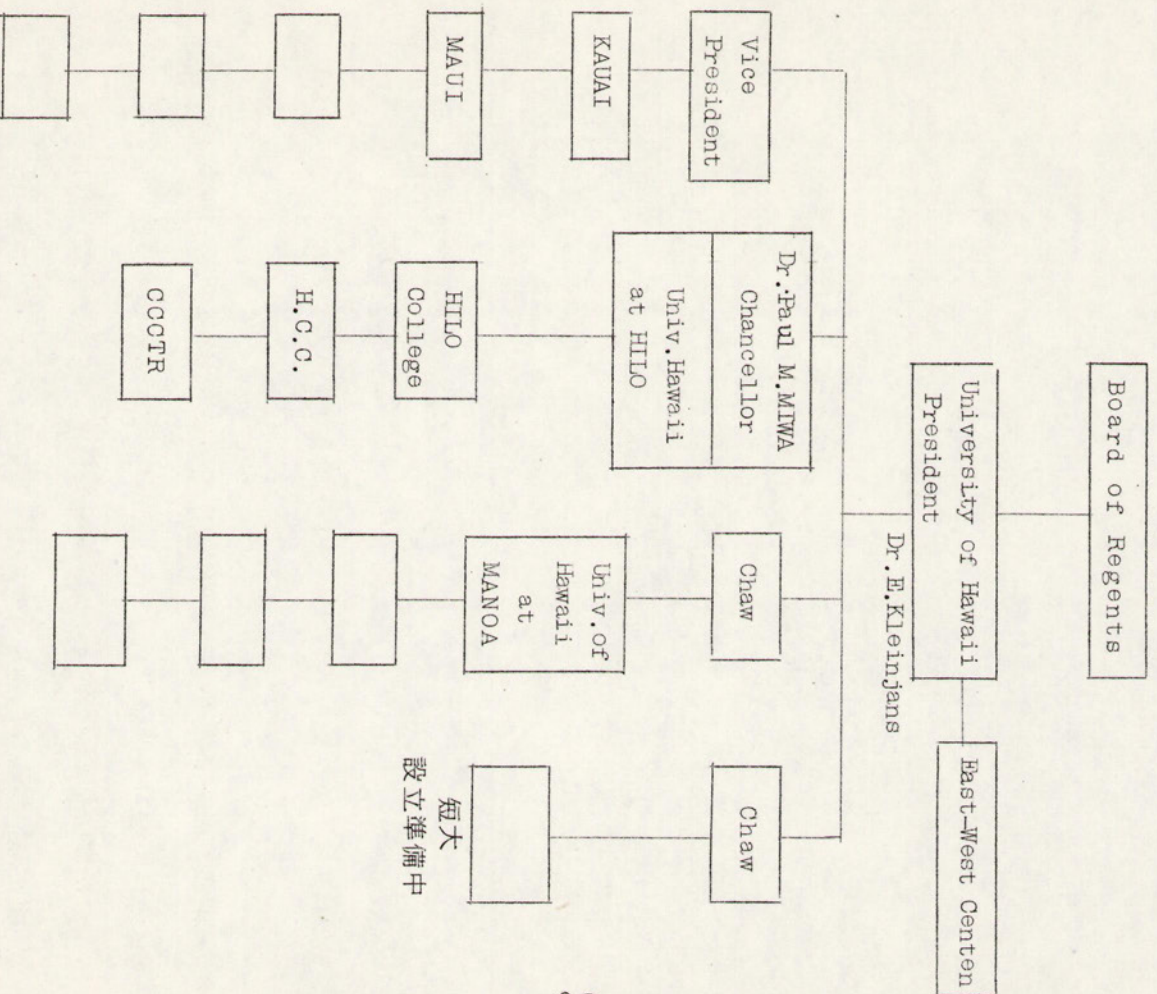 Board of Regents
University of Hawaii
President
Dr.E.Kleinjans
East-West Centen
Vice
President
KAUAI
MAUI
Dr.Paul M.MIWA
Chancellor
Univ.Hawaii
at HILO
HILO
College
H.C.C.
CCCTR
Chaw
Univ.of
Hawaii
at
MANOA
Chaw
短大
設立準備中